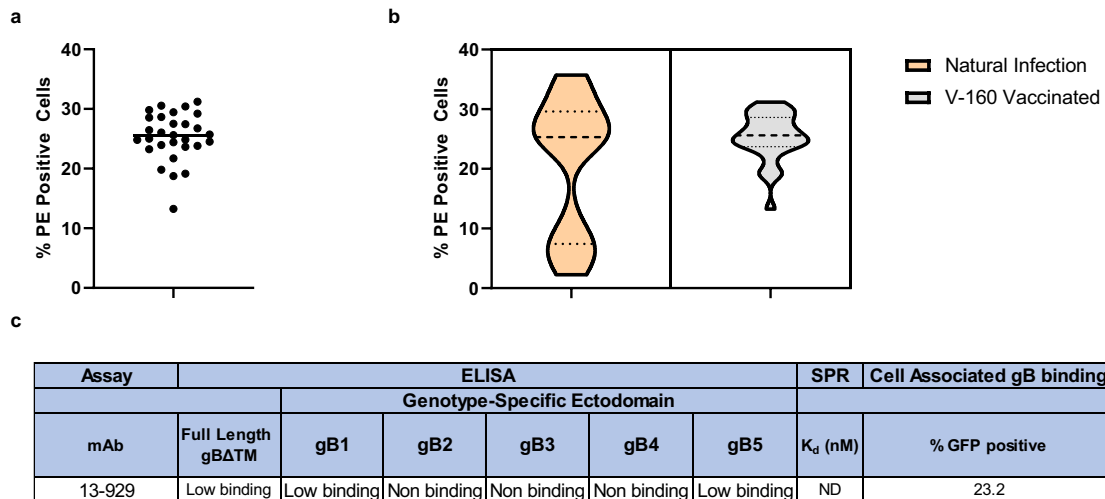 a
b
40
30
20
10
0
% PE Positive Cells
40
30
20
10
0
% PE Positive Cells
Natural Infection
V-160 Vaccinated
c
Assay ELISA SPR Cell Associated gB binding
Genotype-Specific Ectodomain
mAb Full Length gBΔTM gB1 gB2 gB3 gB4 gB5 Kd (nM) % GFP positive
13-929 Low binding Low binding Non binding Non binding Non binding Low binding ND 23.2